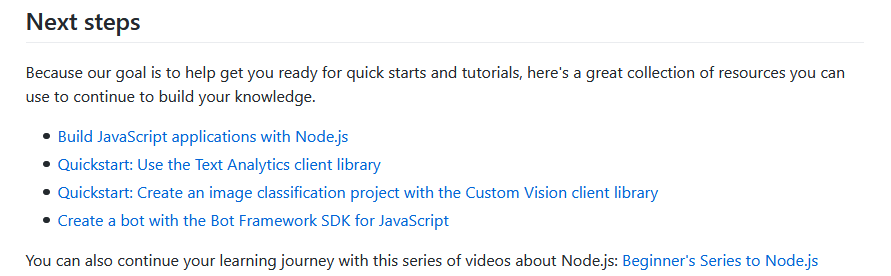 Next steps
Because our goal is to help get you ready for quick starts and tutorials, here's a great collection of resources you can
use to continue to build your knowledge.
Build JavaScript applications with Node.js
Quickstart: Use the Text Analytics client library
Quickstart: Create an image classification project with the Custom Vision client library
Create a bot with the Bot Framework SDK for JavaScript
You can also continue your learning journey with this series of videos about Node.js: Beginner's Series to Node.js